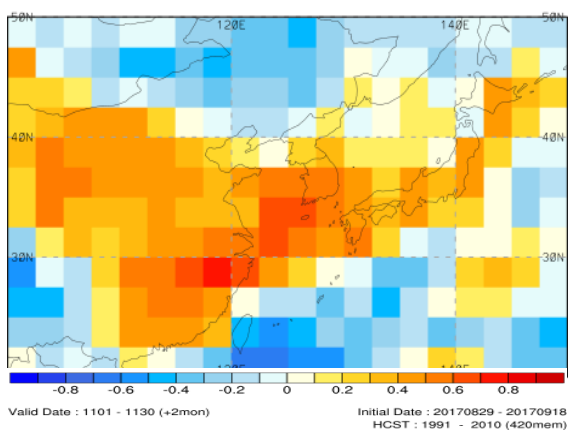 50N 120E 140E 50N
40N 40N
30N 30N
120E 140E
-0.8 -0.6 -0.4 -0.2 0 0.2 0.4 0.6 0.8
Valid Date : 1101 - 1130 (+2mon) Initial Date : 20170829 - 20170918
HCST : 1991 - 2010 (420mem)